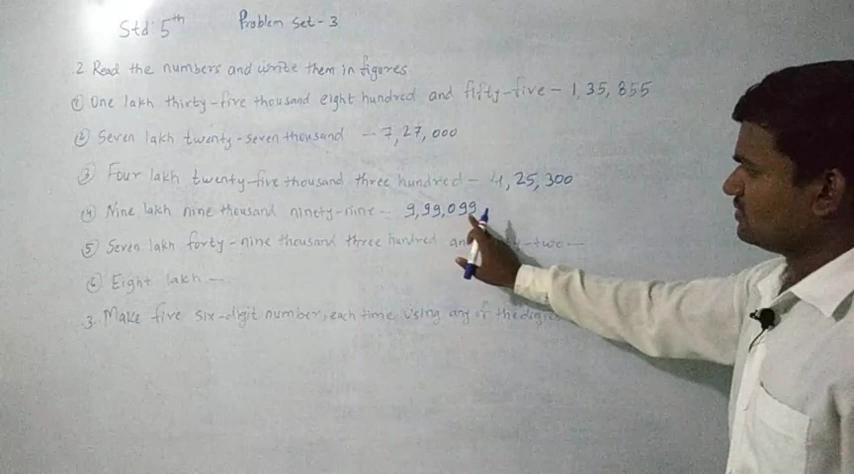 Std: 5th Problem Set-3
2 Read the numbers and write them in figures
① One lakh thirty-five thousand eight hundred and fifty-five – 1,35,855
② Seven lakh twenty-seven thousand – 7,27,000
③ Four lakh twenty-five thousand three hundred – 4,25,300
④ Nine lakh nine thousand ninety-nine – 9,99,099
⑤ Seven lakh forty-nine thousand three hundred and -two –
⑥ Eight lakh –
3. Make five six-digit number, each time using any of the